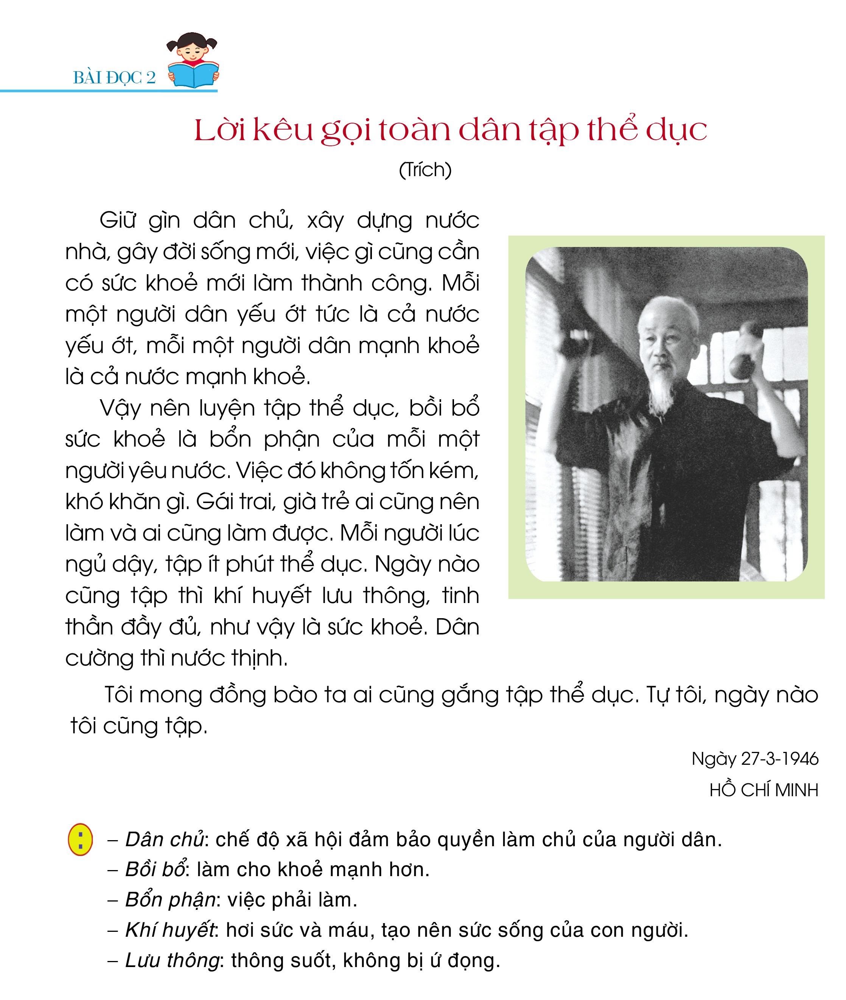 BÀI ĐỌC 2
Lời kêu gọi toàn dân tập thể dục
(Trích)
Giữ gìn dân chủ, xây dựng nước
nhà, gây đời sống mới, việc gì cũng cần
có sức khoẻ mới làm thành công. Mỗi
một người dân yếu ớt tức là cả nước
yếu ớt, mỗi một người dân mạnh khoẻ
là cả nước mạnh khoẻ.
Vậy nên luyện tập thể dục, bồi bổ
sức khoẻ là bổn phận của mỗi một
người yêu nước. Việc đó không tốn kém,
khó khăn gì. Gái trai, già trẻ ai cũng nên
làm và ai cũng làm được. Mỗi người lúc
ngủ dậy, tập ít phút thể dục. Ngày nào
cũng tập thì khí huyết lưu thông, tinh
thần đầy đủ, như vậy là sức khoẻ. Dân
cường thì nước thịnh.
Tôi mong đồng bào ta ai cũng gắng tập thể dục. Tự tôi, ngày nào
tôi cũng tập.
Ngày 27-3-1946
HỒ CHÍ MINH
– Dân chủ: chế độ xã hội đảm bảo quyền làm chủ của người dân.
– Bồi bổ: làm cho khoẻ mạnh hơn.
– Bổn phận: việc phải làm.
– Khí huyết: hơi sức và máu, tạo nên sức sống của con người.
– Lưu thông: thông suốt, không bị ứ đọng.